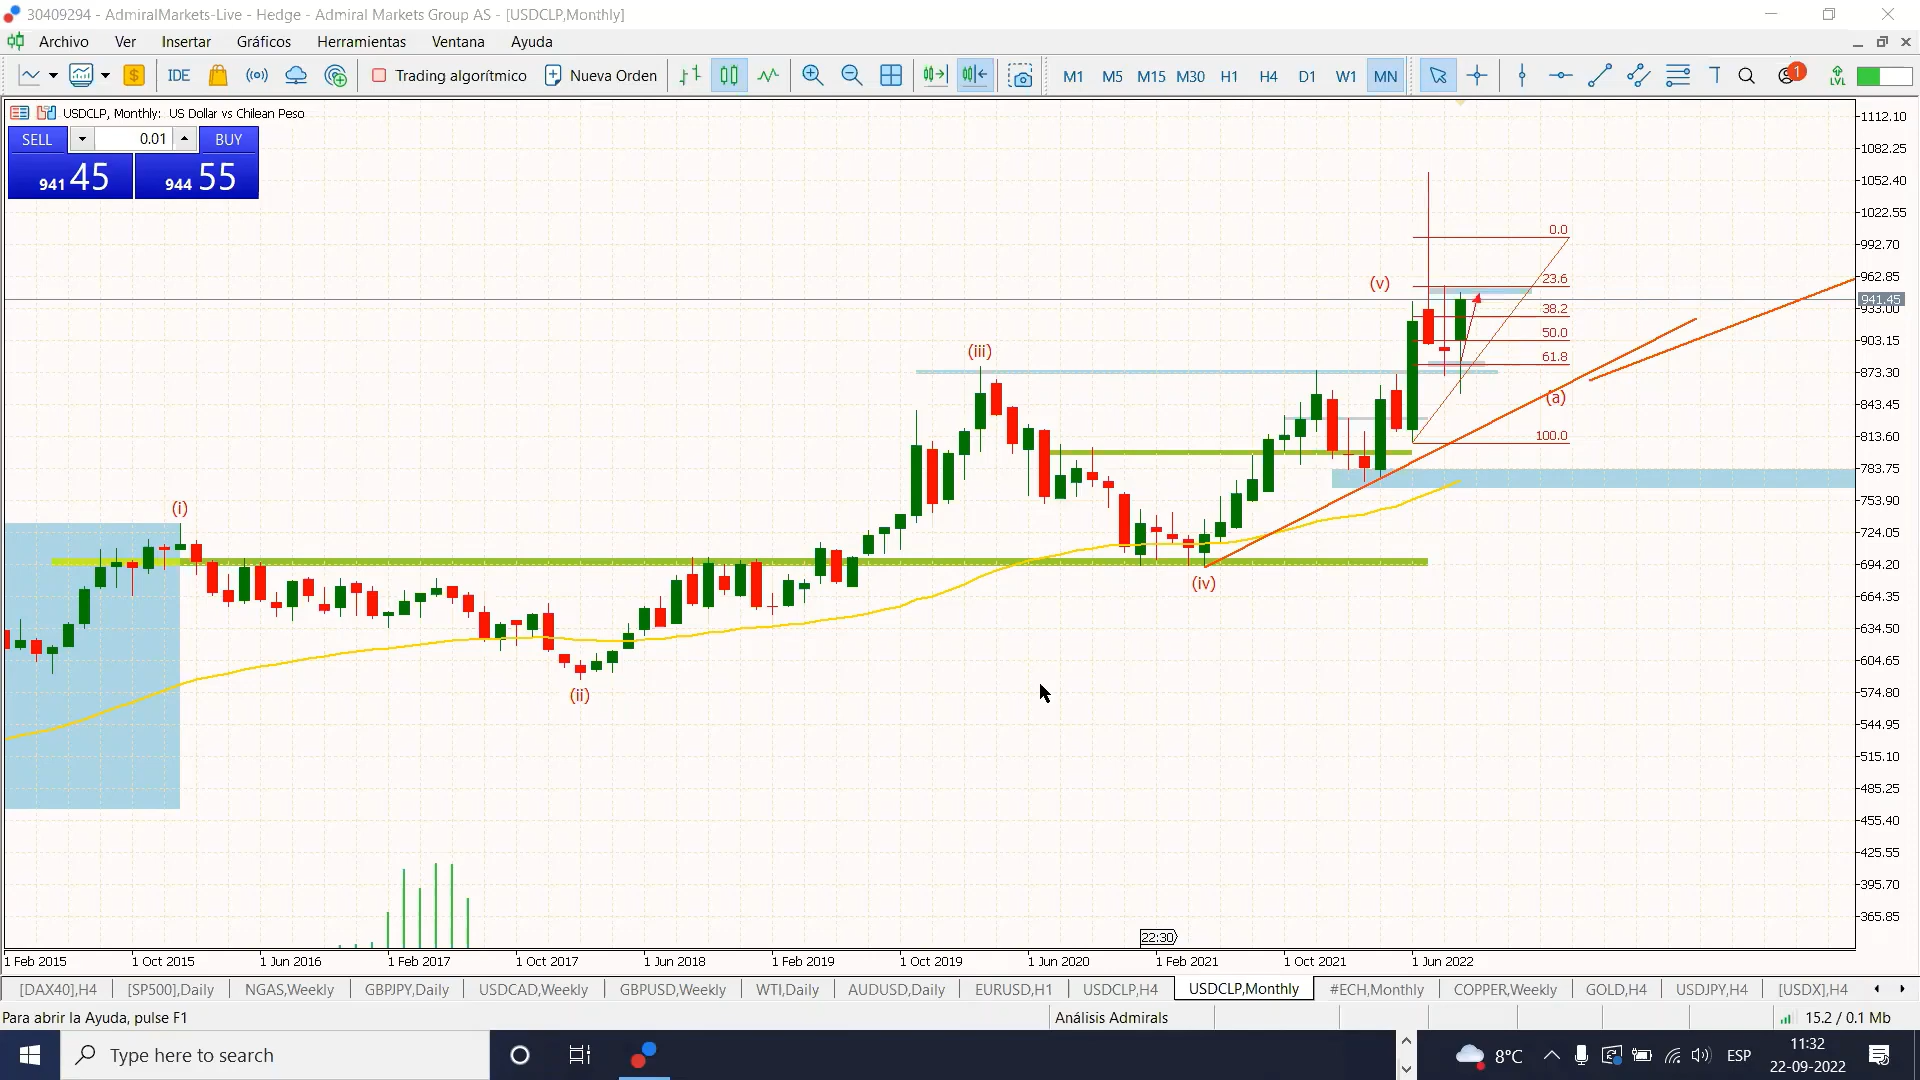 30409294 - AdmiralMarkets-Live - Hedge - Admiral Markets Group AS - [USDCLP,Monthly]
Archivo Ver Insertar Gráficos Herramientas Ventana Ayuda
$ IDE Trading algorítmico Nueva Orden M1 M5 M15 M30 H1 H4 D1 W1 MN T 1 LVL
USDCLP, Monthly: US Dollar vs Chilean Peso
SELL 0.01 BUY
941 45 944 55
1112.10
1082.25
1052.40
1022.55
992.70
962.85
941.45
933.00
903.15
873.30
843.45
813.60
783.75
753.90
724.05
694.20
664.35
634.50
604.65
574.80
544.95
515.10
485.25
455.40
425.55
395.70
365.85
0.0
23.6
38.2
50.0
61.8
100.0
(v)
(iii)
(a)
(i)
(iv)
(ii)
22:30
1 Feb 2015 1 Oct 2015 1 Jun 2016 1 Feb 2017 1 Oct 2017 1 Jun 2018 1 Feb 2019 1 Oct 2019 1 Jun 2020 1 Feb 2021 1 Oct 2021 1 Jun 2022
[DAX40],H4 [SP500],Daily NGAS,Weekly GBPJPY,Daily USDCAD,Weekly GBPUSD,Weekly WTI,Daily AUDUSD,Daily EURUSD,H1 USDCLP,H4 USDCLP,Monthly #ECH,Monthly COPPER,Weekly GOLD,H4 USDJPY,H4 [USDX],H4
Para abrir la Ayuda, pulse F1 Análisis Admirals 15.2 / 0.1 Mb
Type here to search 8°C ESP 11:32
22-09-2022